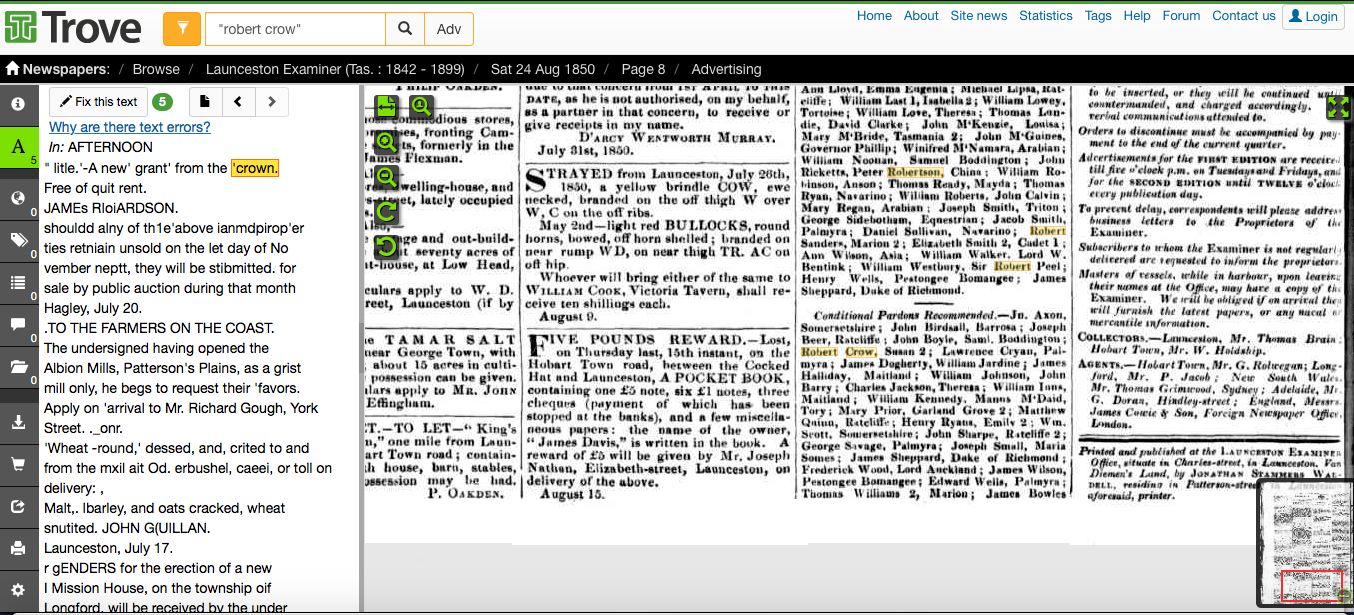 Trove
"robert crow"
Adv
Home About Site news Statistics Tags Help Forum Contact us Login
Newspapers: / Browse / Launceston Examiner (Tas. : 1842 - 1899) / Sat 24 Aug 1850 / Page 8 / Advertising
Fix this text 5
Why are there text errors?
In: AFTERNOON
" litle.'-A new' grant' from the 'crown.
Free of quit rent.
JAMEs RIoiARDSON.
shouldd alny of th1e'above ianmdpirop'er
ties retniain unsold on the let day of No
vember neptt, they will be stibmitted. for
sale by public auction during that month
Hagley, July 20.
.TO THE FARMERS ON THE COAST.
The undersigned having opened the
Albion Mills, Patterson's Plains, as a grist
mill only, he begs to request their 'favors.
Apply on 'arrival to Mr. Richard Gough, York
Street. ._onr.
'Wheat -round,' dessed, and, crited to and
from the mxil ait Od. erbushel, caeei, or toll on
delivery: ,
Malt,. lbarley, and oats cracked, wheat
snutited. JOHN G(UILLAN.
Launceston, July 17.
r gENDERS for the erection of a new
I Mission House, on the township oif
Longford, will be received by the under
A
5
0
0
0
0
0
PHILIP OAKDEN.
commodious stores,
fronting Cam-
formerly in the
James Flexman.
welling-house, and
street, lately occupied
and out-build-
seventy acres of
at-house, at Low Head,
culars apply to W. D.
reet, Launceston (if by
TAMAR SALT
near George Town, with
about 15 acres in culti-
possession can be given.
lars apply to MR. JOHN
Effingham.
ET.—TO LET—" King's
n," one mile from Laun-
art Town road; contain-
h house, barn, stables,
ossession may be had.
P. OAKDEN.
due to that concern from 1ST APRIL TO THIS
DATE, as he is not authorised, on my behalf,
as a partner in that concern, to receive or
give receipts in my name.
D'ARCY WENTWORTH MURRAY.
July 31st, 1850.
STRAYED from Launceston, July 26th,
1850, a yellow brindle COW, ewe
necked, branded on the off thigh W over
W, C on the off ribs.
May 2nd—light red BULLOCKS, round
horns, bowed, off horn shelled; branded on
near rump WD, on near thigh TR. AC on
off hip.
Whoever will bring either of the same to
WILLIAM COOK, Victoria Tavern, shall re-
ceive ten shillings each.
August 9.
FIVE POUNDS REWARD.—Lost,
on Thursday last, 15th instant, on the
Hobart Town road, between the Cocked
Hat and Launceston, A POCKET BOOK,
containing one £5 note, six £1 notes, three
cheques (payment of which has been
stopped at the banks), and a few miscella-
neous papers: the name of the owner,
" James Davis," is written in the book. A
reward of £5 will be given by Mr. Joseph
Nathan, Elizabeth-street, Launceston, on
delivery of the above.
August 15.
Ann Lloyd, Emma Eugenia; Michael Lipsa, Rat-
cliffe; William Last 1, Isabella 2; William Lowey,
Tortoise; William Love, Theresa; Thomas Lun-
die, David Clarke; John M'Kenzie, Louisa;
Mary M'Bride, Tasmania 2; John M'Guines,
Governor Phillip; Winifred M'Namara, Arabian;
William Noonan, Samuel Boddington; John
Ricketts, Peter Robertson, China; William Ro-
binson, Anson; Thomas Ready, Mayda; Thomas
Ryan, Navarino; William Roberts, John Calvin;
Mary Regan, Arabian; Joseph Smith, Triton;
George Sidebotham, Equestrian; Jacob Smith,
Palmyra; Daniel Sullivan, Navarino; Robert
Sanders, Marion 2; Elizabeth Smith 2, Cadet 1;
Ann Wilson, Asia; William Walker, Lord W.
Bentink; William Westbury, Sir Robert Peel;
Henry Wells, Pestongee Bomangee; James
Sheppard, Duke of Richmond.
Conditional Pardons Recommended.—Jn. Axon,
Somersetshire; John Birdsall, Barrosa; Joseph
Beer, Ratcliffe; John Boyle, Saml. Boddington;
Robert Crow, Susan 2; Lawrence Cryan, Pal-
myra; James Dogherty, William Jardine; James
Halliday, Maitland; William Johnson, John
Barry; Charles Jackson, Theresa; William Inns,
Maitland; William Kennedy, Manns M'Daid,
Tory; Mary Prior, Garland Grove 2; Matthew
Quinn, Ratcliffe; Henry Ryans, Emily 2; Wm.
Scott, Somersetshire; John Sharpe, Ratcliffe 2;
George Savage, Palmyra; Joseph Small, Maria
Somes; James Sheppard, Duke of Richmond;
Frederick Wood, Lord Auckland; James Wilson,
Pestongee Bomangee; Edward Wells, Palmyra;
Thomas Williams 2, Marion; James Bowles
to be inserted, or they will be continued until
countermanded, and charged accordingly.
verbal communications attended to.
Orders to discontinue must be accompanied by pay-
ment to the end of the current quarter.
Advertisements for the FIRST EDITION are received
till five o'clock p.m. on Tuesdays and Fridays, and
for the SECOND EDITION until TWELVE o'clock
every publication day.
To prevent delay, correspondents will please address
business letters to the Proprietors of the
Examiner.
Subscribers to whom the Examiner is not regularly
delivered are requested to inform the proprietors.
Masters of vessels, while in harbour, upon leaving
their names at the Office, may have a copy of the
Examiner. We will be obliged if on arrival they
will furnish the latest papers, or any naval or
mercantile information.
COLLECTORS.—Launceston, Mr. Thomas Brain;
Hobart Town, Mr. W. Holdship.
AGENTS.—Hobart Town, Mr. G. Rolwegan; Long-
ford, Mr. P. Jacob; New South Wales,
Mr. Thomas Grimwood, Sydney; Adelaide, Mr.
G. Doran, Hindley-street; England, Messrs.
James Cowie & Son, Foreign Newspaper Office,
London.
Printed and published at the LAUNCESTON EXAMINER
Office, situate in Charles-street, in Launceston, Van
Diemen's Land, by JONATHAN STAMMERS WAD-
DELL, residing in Patterson-street
aforesaid, printer.